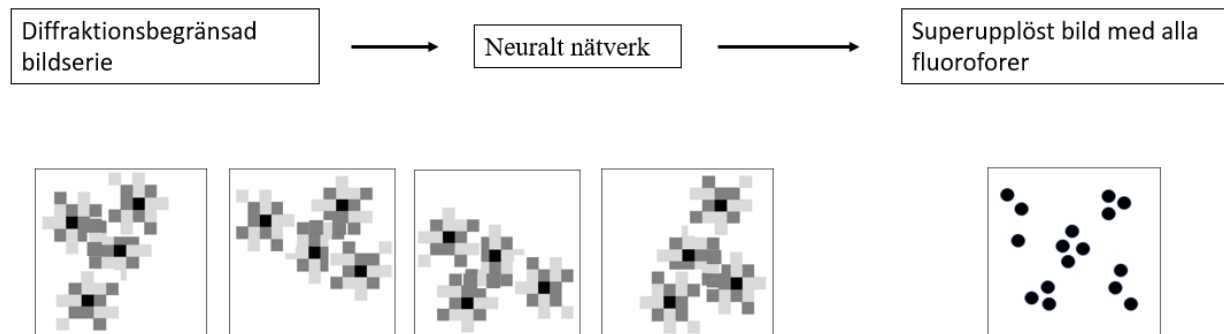 Diffraktionsbegränsad
bildserie
Neuralt nätverk
Superupplöst bild med alla
fluoroforer